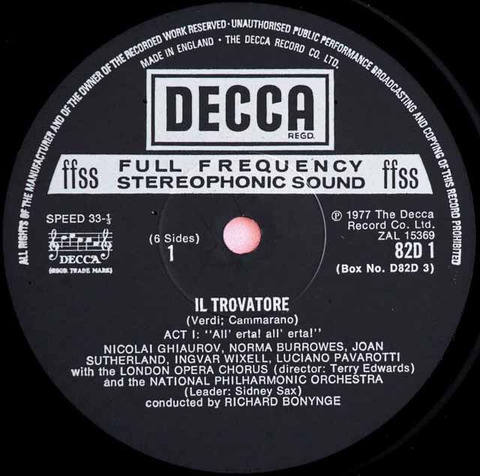 ALL RIGHTS OF THE MANUFACTURER AND OF THE OWNER OF THE RECORDED WORK RESERVED · UNAUTHORISED PUBLIC PERFORMANCE BROADCASTING AND COPYING OF THIS RECORD PROHIBITED
MADE IN ENGLAND · THE DECCA RECORD CO. LTD.
DECCA
REGD.
ffss FULL FREQUENCY ffss
STEREOPHONIC SOUND
SPEED 33-⅓
DECCA
(REGD. TRADE MARK)
(6 Sides)
1
℗ 1977 The Decca
Record Co. Ltd.
ZAL 15369
82D 1
(Box No. D82D 3)
IL TROVATORE
(Verdi; Cammarano)
ACT I: "All' erta! all' erta!"
NICOLAI GHIAUROV, NORMA BURROWES, JOAN
SUTHERLAND, INGVAR WIXELL, LUCIANO PAVAROTTI
with the LONDON OPERA CHORUS (director: Terry Edwards)
and the NATIONAL PHILHARMONIC ORCHESTRA
(Leader: Sidney Sax)
conducted by RICHARD BONYNGE